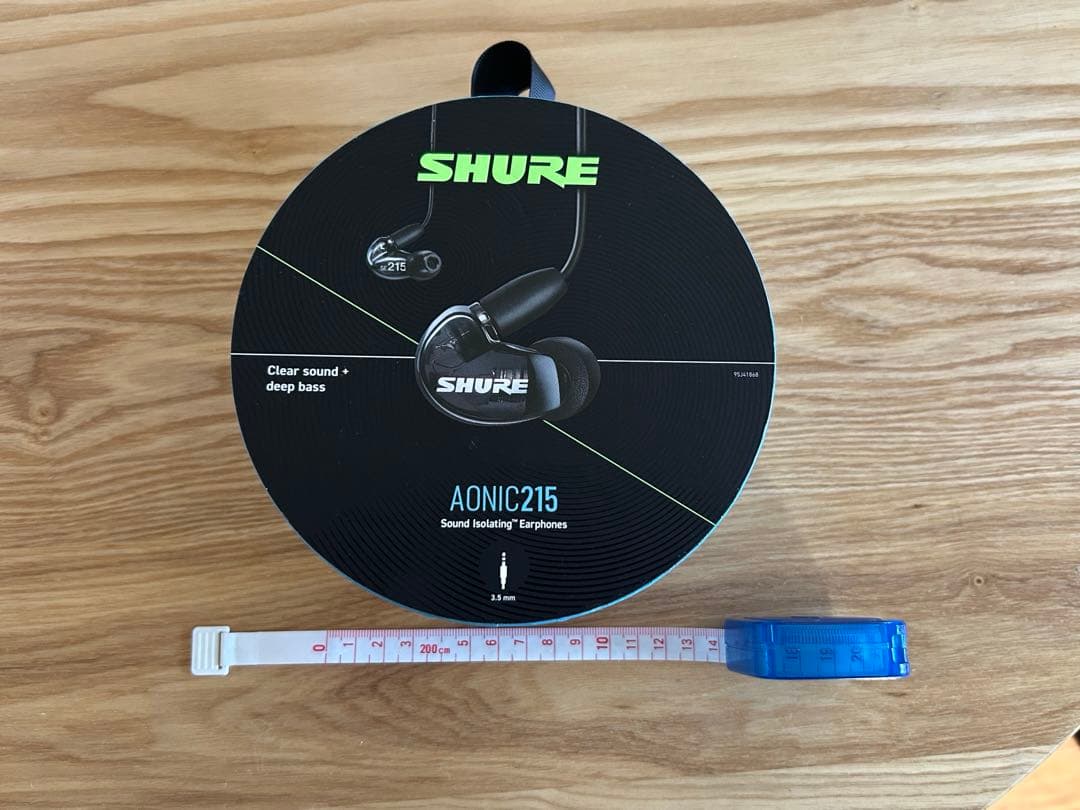 SHURE
SE215
Clear sound +
deep bass
95J41868
SHURE
AONIC215
Sound Isolating™ Earphones
3.5 mm
0 1 2 3 200cm 5 6 7 8 9 10 11 12 13 14